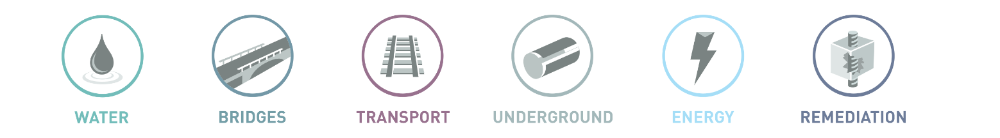 WATER BRIDGES TRANSPORT UNDERGROUND ENERGY REMEDIATION